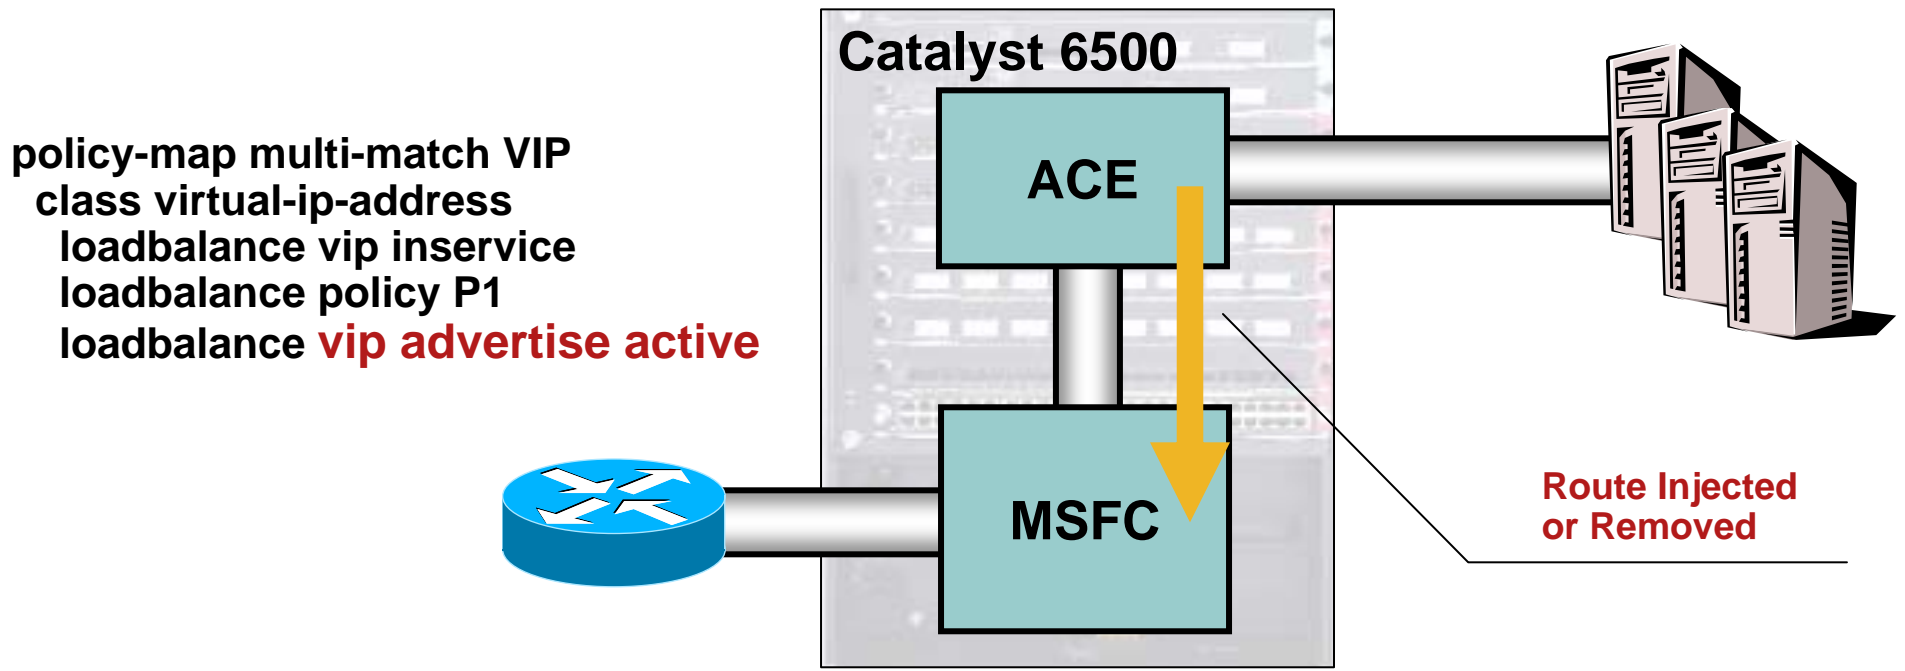 Catalyst 6500
policy-map multi-match VIP
class virtual-ip-address
loadbalance vip inservice
loadbalance policy P1
loadbalance vip advertise active
ACE
MSFC
Route Injected
or Removed